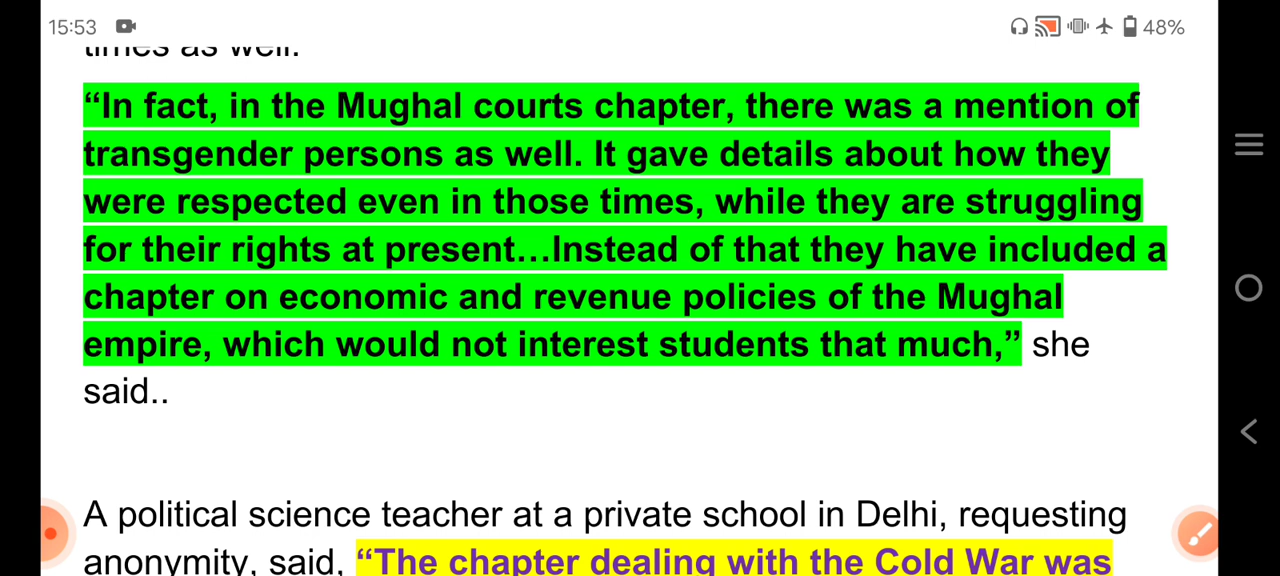 15:53
48%
times as well.
“In fact, in the Mughal courts chapter, there was a mention of
transgender persons as well. It gave details about how they
were respected even in those times, while they are struggling
for their rights at present...Instead of that they have included a
chapter on economic and revenue policies of the Mughal
empire, which would not interest students that much,” she
said..
A political science teacher at a private school in Delhi, requesting
anonymity, said, “The chapter dealing with the Cold War was